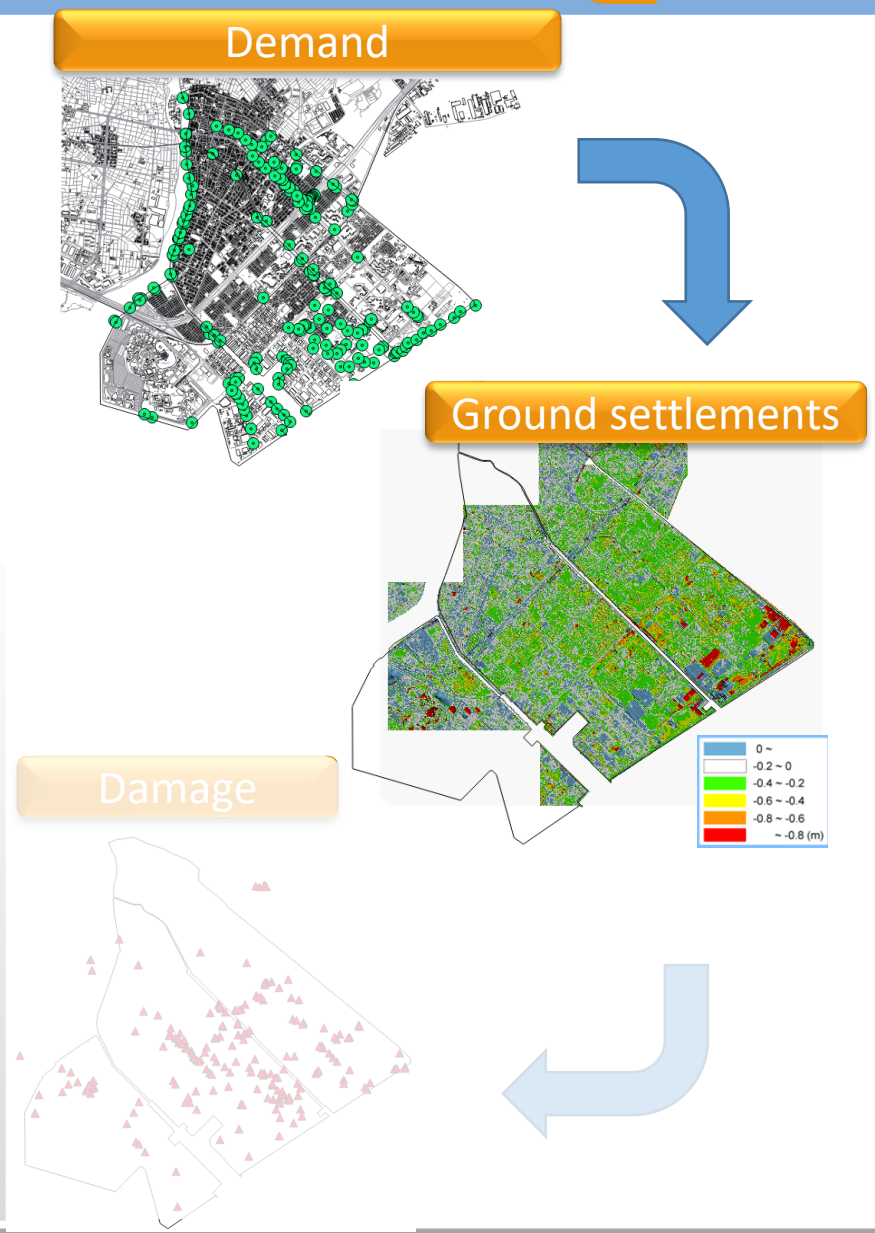 Demand
Ground settlements
0 ~
-0.2 ~ 0
-0.4 ~ -0.2
-0.6 ~ -0.4
-0.8 ~ -0.6
~ -0.8 (m)
Damage